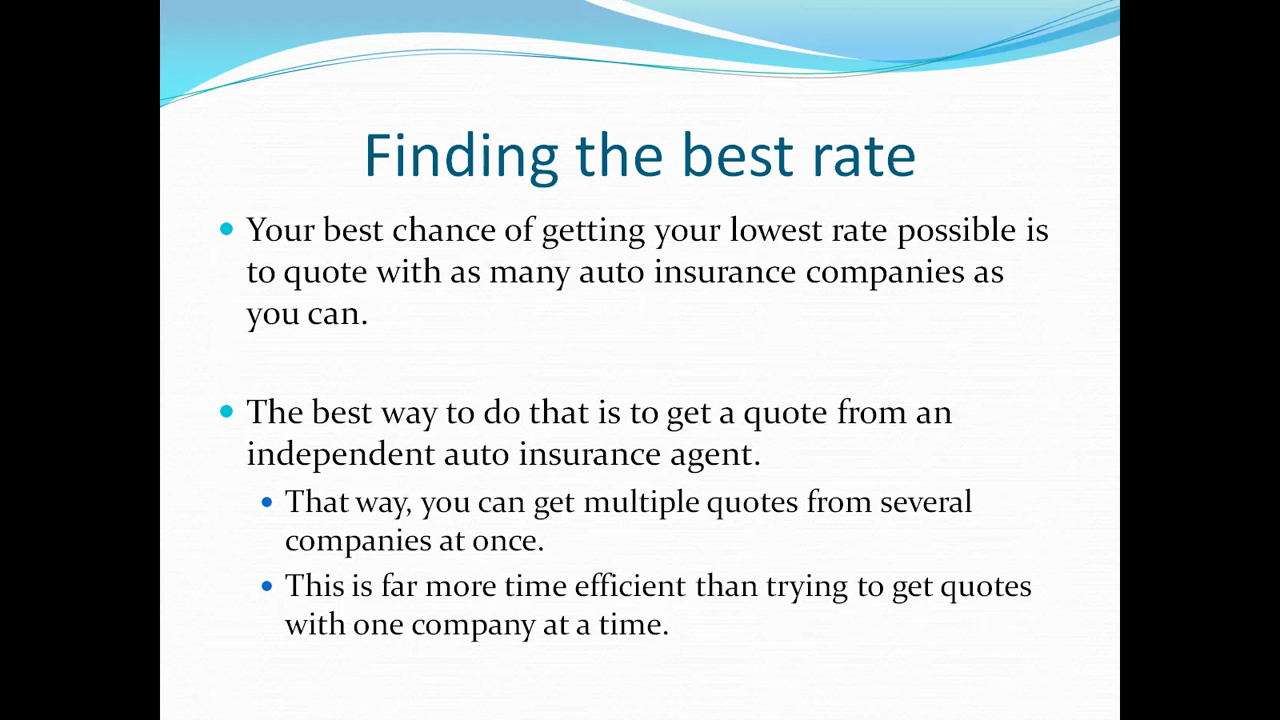 Finding the best rate
Your best chance of getting your lowest rate possible is
to quote with as many auto insurance companies as
you can.
The best way to do that is to get a quote from an
independent auto insurance agent.
That way, you can get multiple quotes from several
companies at once.
This is far more time efficient than trying to get quotes
with one company at a time.